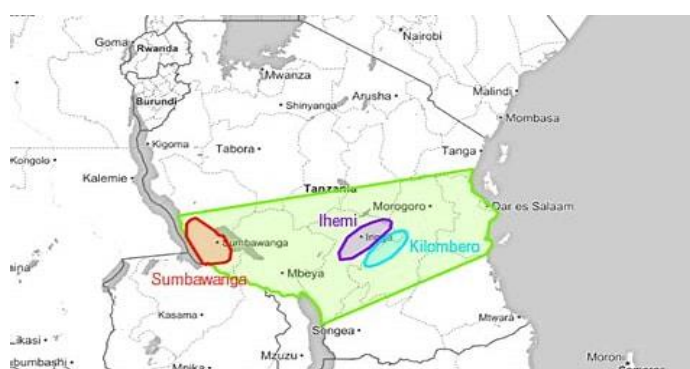 Goma
Rwanda
Nairobi
Burundi
Mwanza
Shinyanga
Arusha
Malindi
Mombasa
Kongolo
Kigoma
Tabora
Tanga
Kalemie
Tanzania
Morogoro
Dar es Salaam
Ihemi
Iringa
Sumbawanga
Kilombero
Mbeya
Sumbawanga
Kasama
Mtwara
Songea
Likasi
Mzuzu
Moroni
Mpika